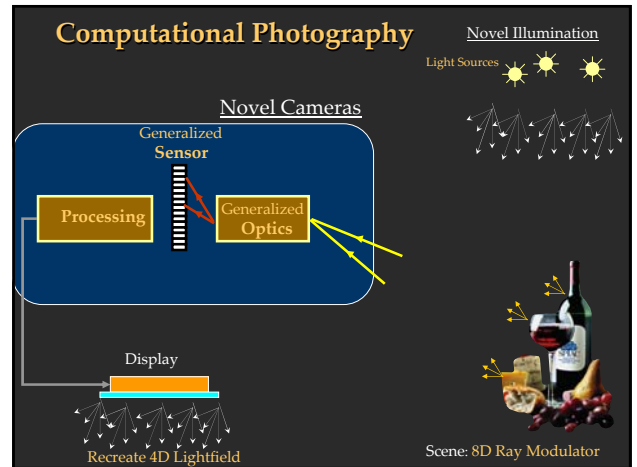 Computational Photography
Novel Illumination
Light Sources
Novel Cameras
Generalized
Sensor
Processing
Generalized
Optics
Display
Recreate 4D Lightfield
Scene: 8D Ray Modulator